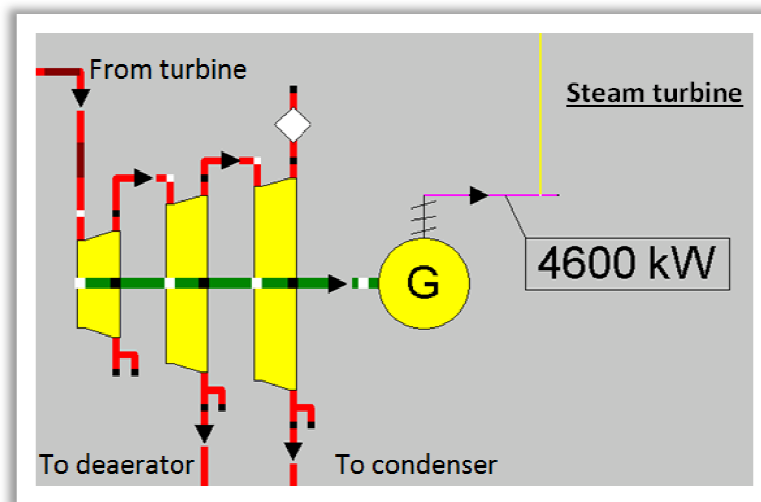 From turbine
Steam turbine
G
4600 kW
To deaerator
To condenser